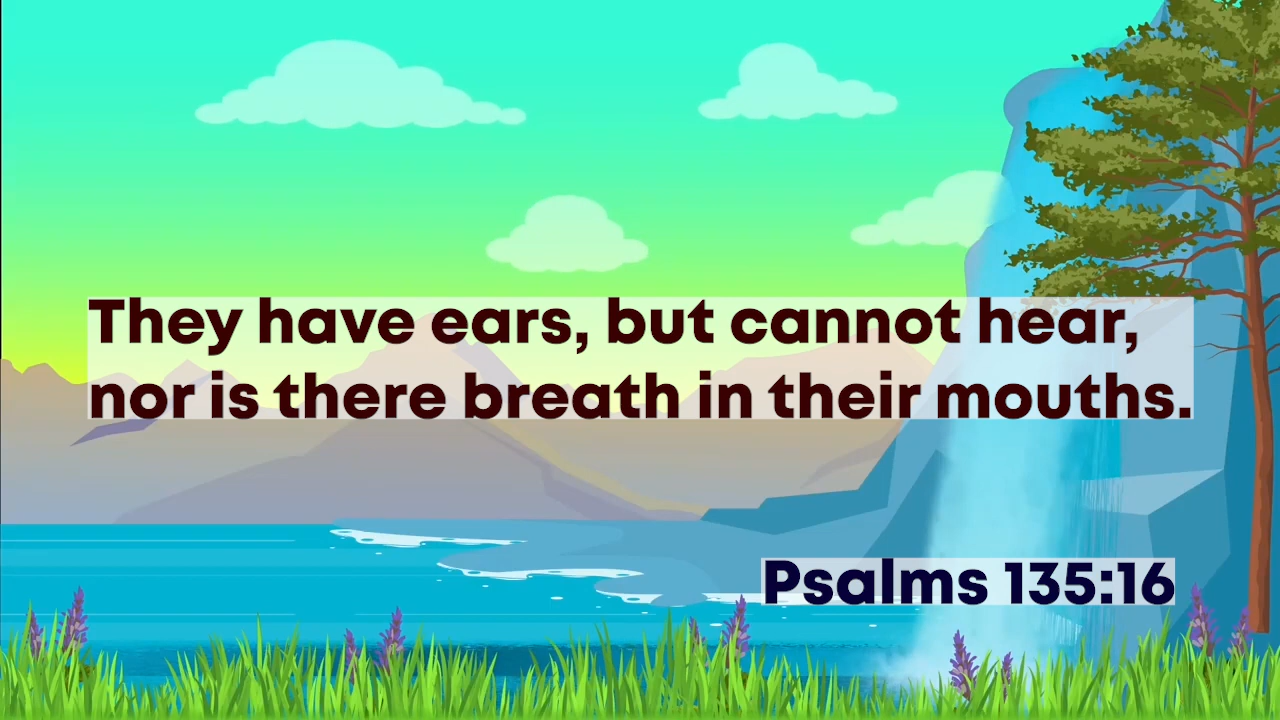 They have ears, but cannot hear,
nor is there breath in their mouths.
Psalms 135:16